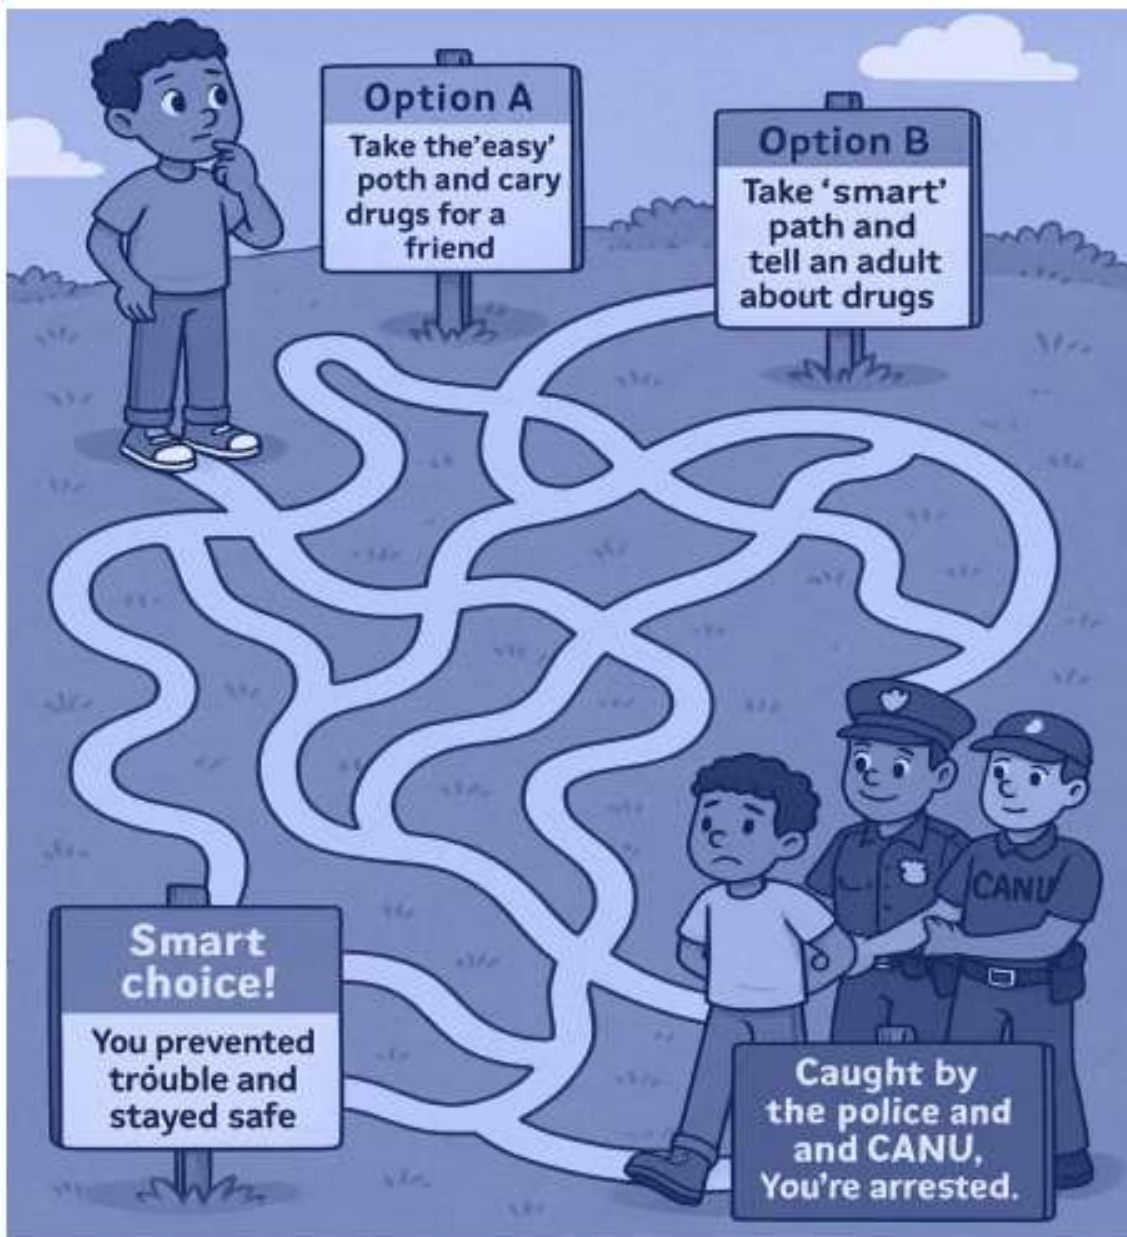 Option A
Take the'easy'
poth and cary
drugs for a
friend
Option B
Take 'smart'
path and
tell an adult
about drugs
CANU
Smart
choice!
You prevented
trouble and
stayed safe
Caught by
the police and
and CANU,
You're arrested.